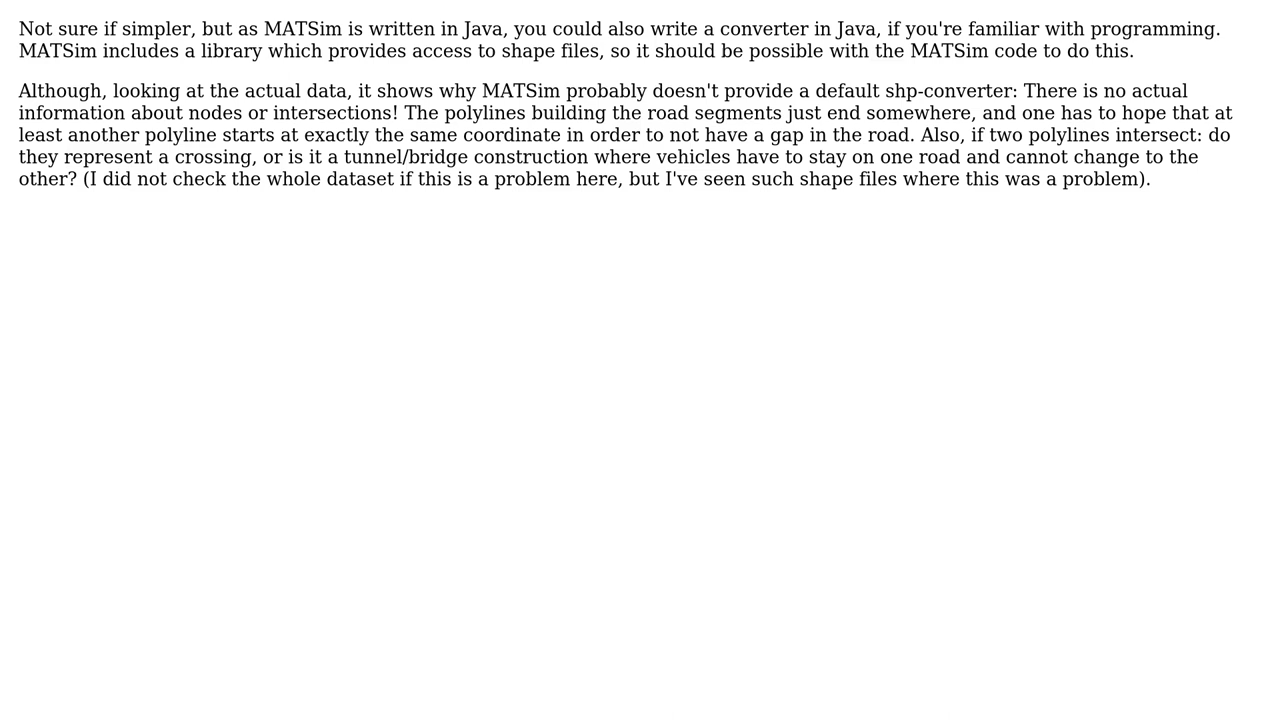 Not sure if simpler, but as MATSim is written in Java, you could also write a converter in Java, if you're familiar with programming.
MATSim includes a library which provides access to shape files, so it should be possible with the MATSim code to do this.
Although, looking at the actual data, it shows why MATSim probably doesn't provide a default shp-converter: There is no actual
information about nodes or intersections! The polylines building the road segments just end somewhere, and one has to hope that at
least another polyline starts at exactly the same coordinate in order to not have a gap in the road. Also, if two polylines intersect: do
they represent a crossing, or is it a tunnel/bridge construction where vehicles have to stay on one road and cannot change to the
other? (I did not check the whole dataset if this is a problem here, but I've seen such shape files where this was a problem).